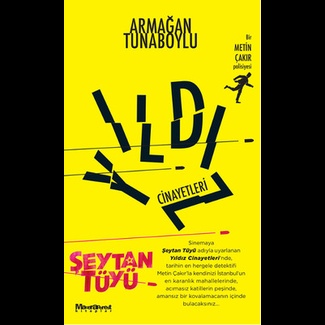 ARMAĞAN
TUNABOYLU
Bir
METİN
ÇAKIR
polisiyesi
YILDIZ
CİNAYETLERİ
ŞEYTAN
TÜYÜ
Sinemaya
Şeytan Tüyü adıyla uyarlanan
Yıldız Cinayetleri'nde,
tarihin en hergele dedektifi
Metin Çakır'la kendinizi İstanbul'un
en karanlık mahallelerinde,
acımasız katillerin peşinde,
amansız bir kovalamacanın içinde
bulacaksınız...
Maceraperest
kitaplar